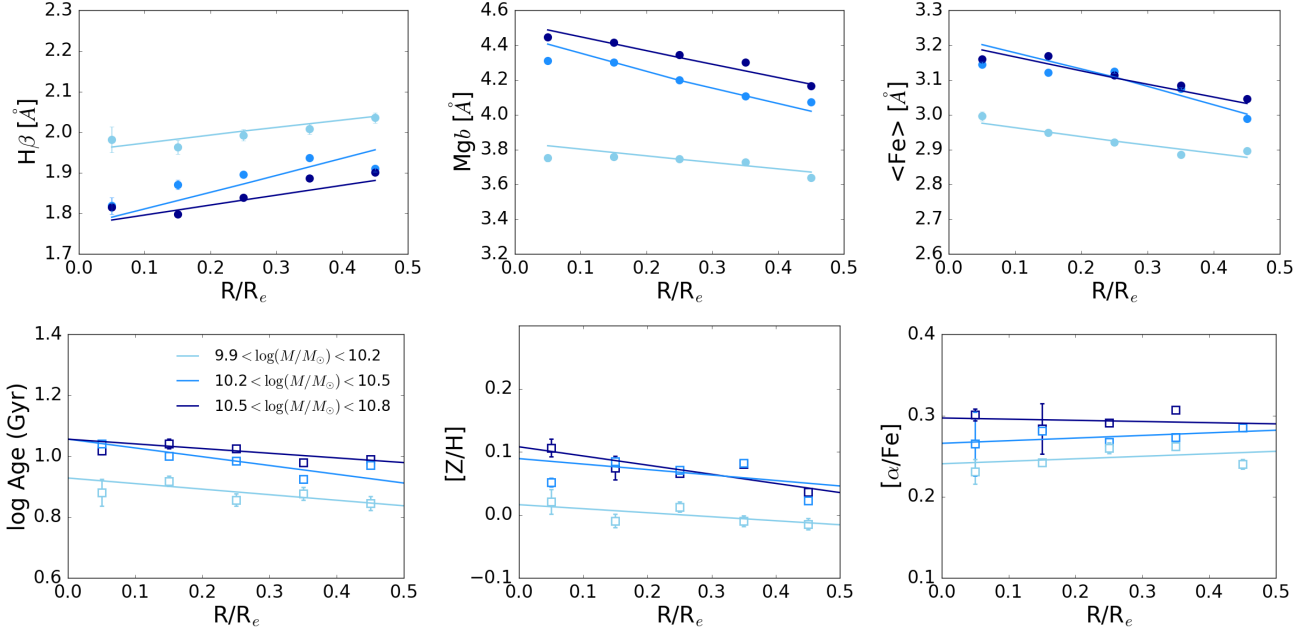 2.3
2.2
2.1
2.0
1.9
1.8
1.7
Hβ [Å]
0.0 0.1 0.2 0.3 0.4 0.5
R/Rₑ
4.6
4.4
4.2
4.0
3.8
3.6
3.4
3.2
Mgb [Å]
0.0 0.1 0.2 0.3 0.4 0.5
R/Rₑ
3.3
3.2
3.1
3.0
2.9
2.8
2.7
2.6
<Fe> [Å]
0.0 0.1 0.2 0.3 0.4 0.5
R/Rₑ
1.4
1.2
1.0
0.8
0.6
log Age (Gyr)
9.9 < log(M/M☉) < 10.2
10.2 < log(M/M☉) < 10.5
10.5 < log(M/M☉) < 10.8
0.0 0.1 0.2 0.3 0.4 0.5
R/Rₑ
0.2
0.1
0.0
−0.1
[Z/H]
0.0 0.1 0.2 0.3 0.4 0.5
R/Rₑ
0.4
0.3
0.2
0.1
[α/Fe]
0.0 0.1 0.2 0.3 0.4 0.5
R/Rₑ